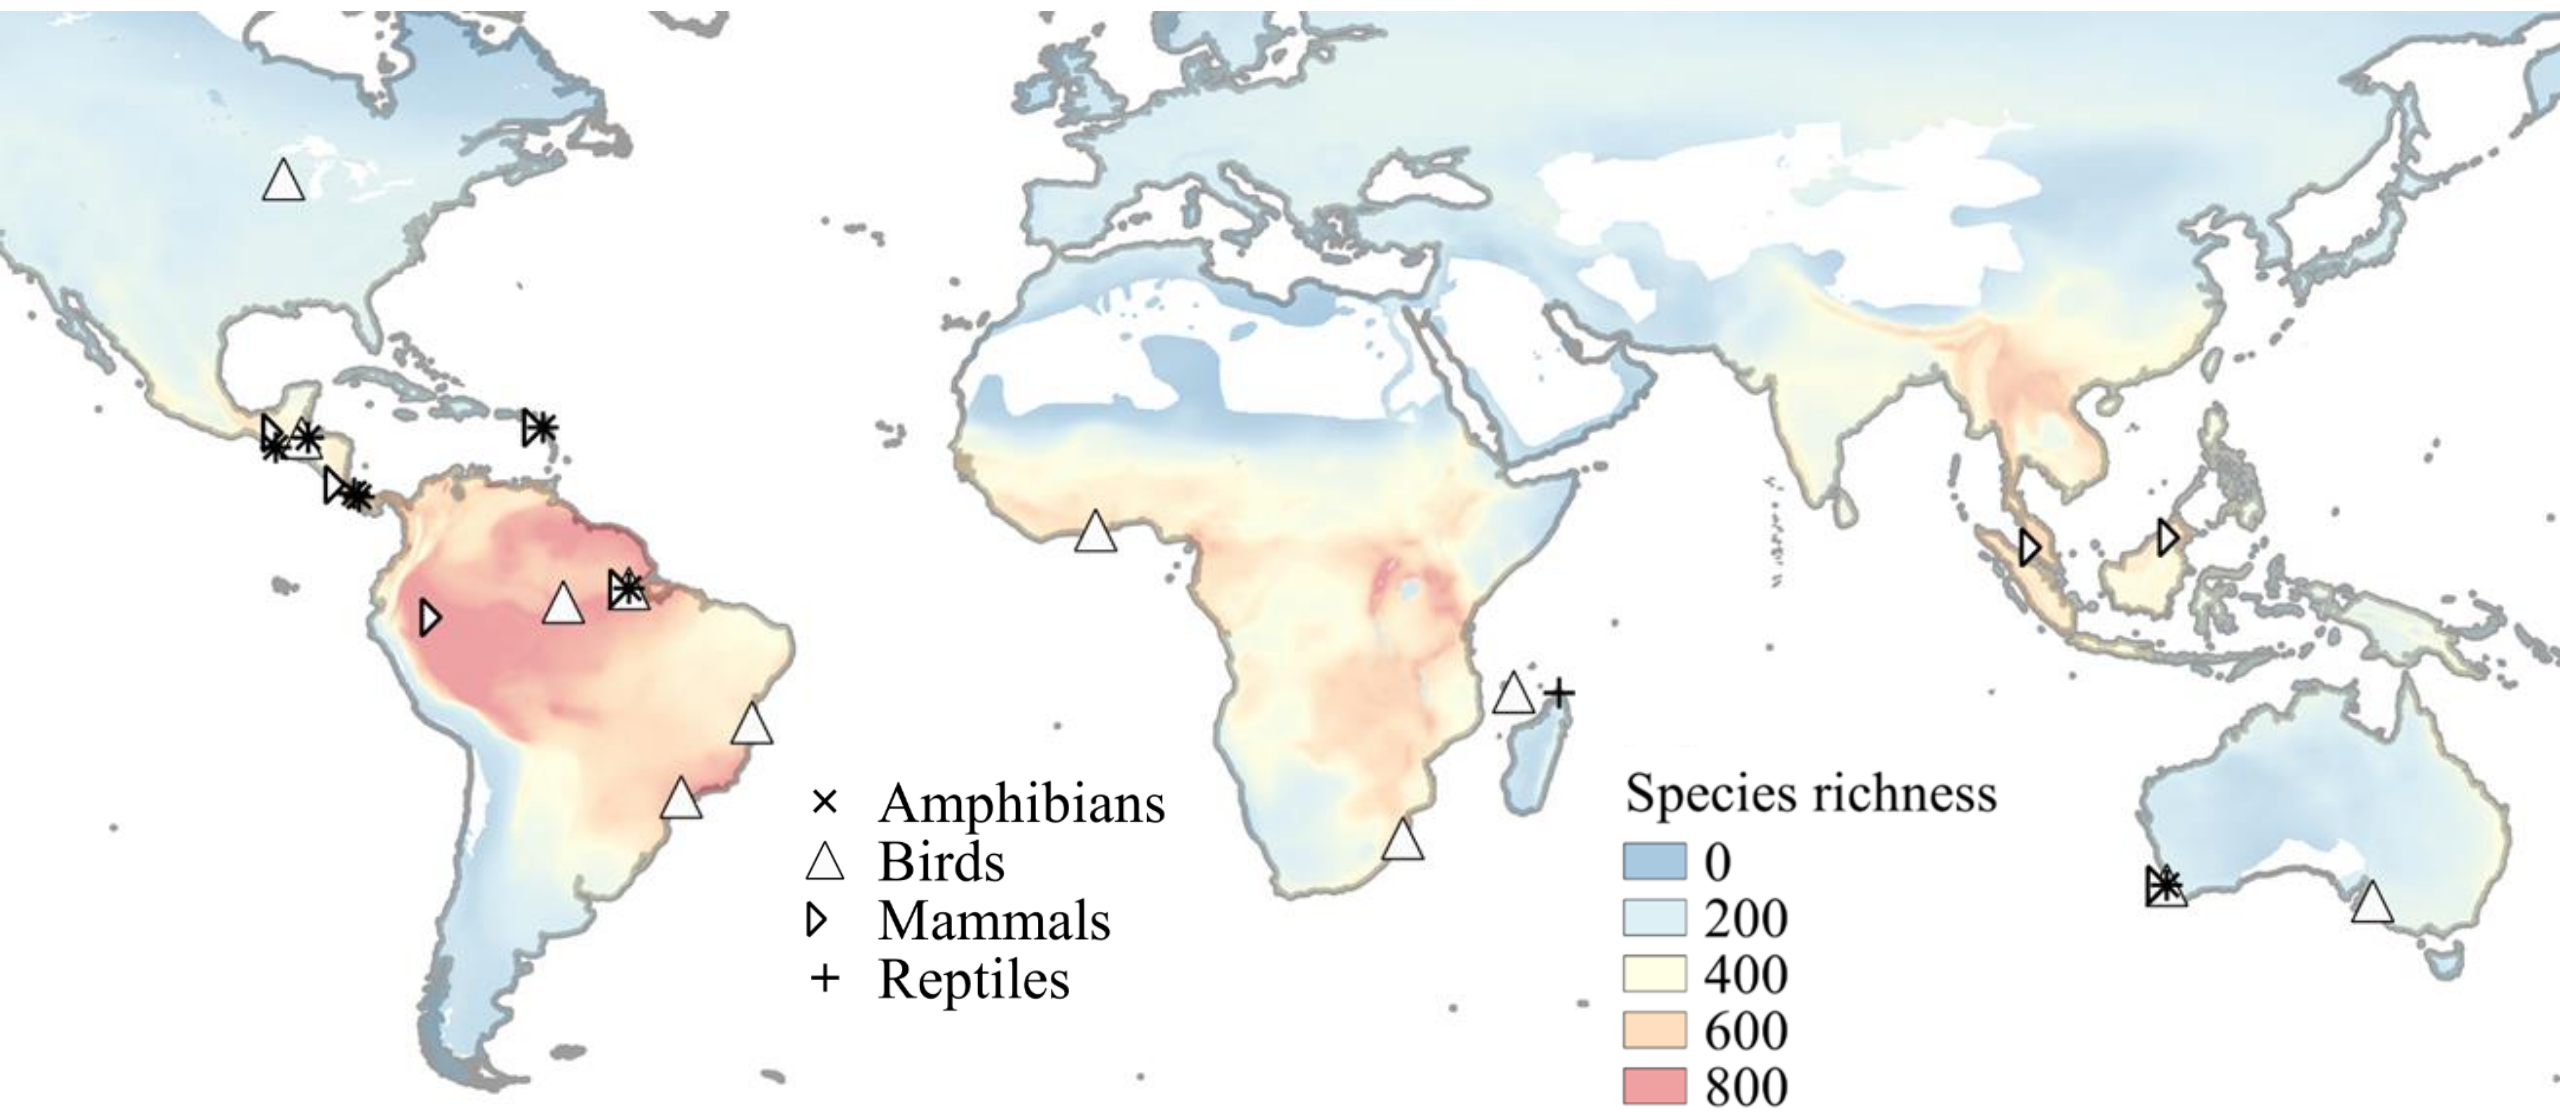 × Amphibians
△ Birds
▷ Mammals
+ Reptiles
Species richness
0
200
400
600
800